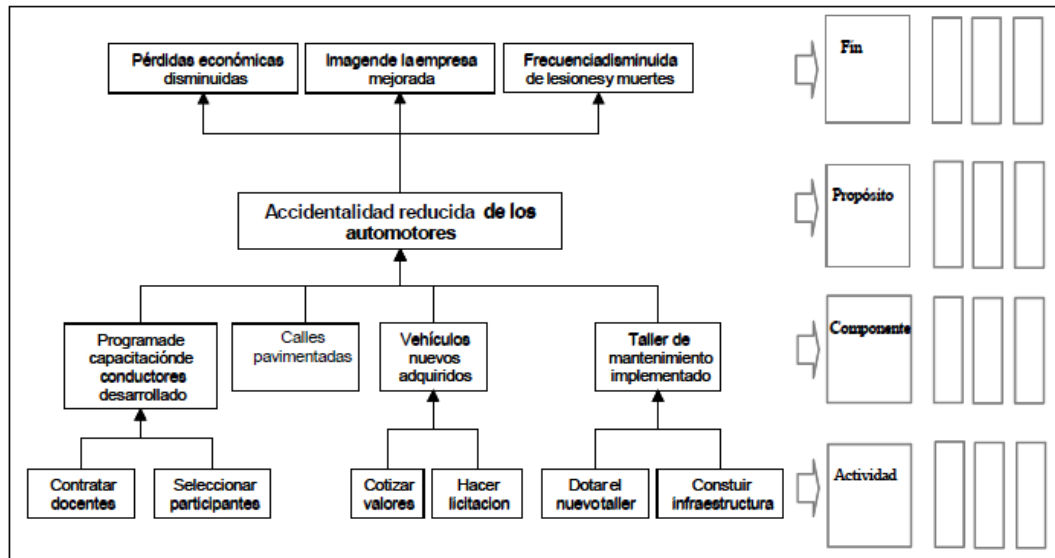 Pérdidas económicas
disminuidas
Imagende la empresa
mejorada
Frecuenciadisminuida
de lesionesy muertes
Fin
Accidentalidad reducida de los
automotores
Propósito
Programade
capacitaciónde
conductores
desarrollado
Calles
pavimentadas
Vehículos
nuevos
adquiridos
Taller de
mantenimiento
implementado
Componente
Contratar
docentes
Seleccionar
participantes
Cotizar
valores
Hacer
licitacion
Dotar el
nuevotaller
Constuir
infraestructura
Actividad